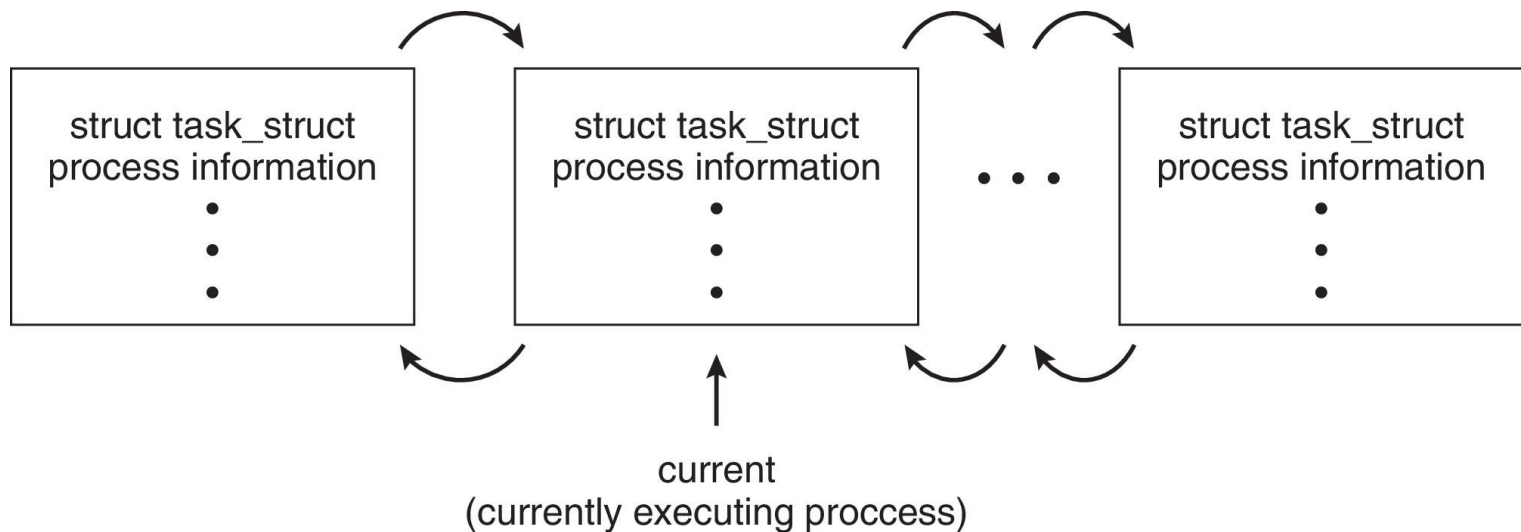 struct task_struct
process information
struct task_struct
process information
struct task_struct
process information
current
(currently executing proccess)